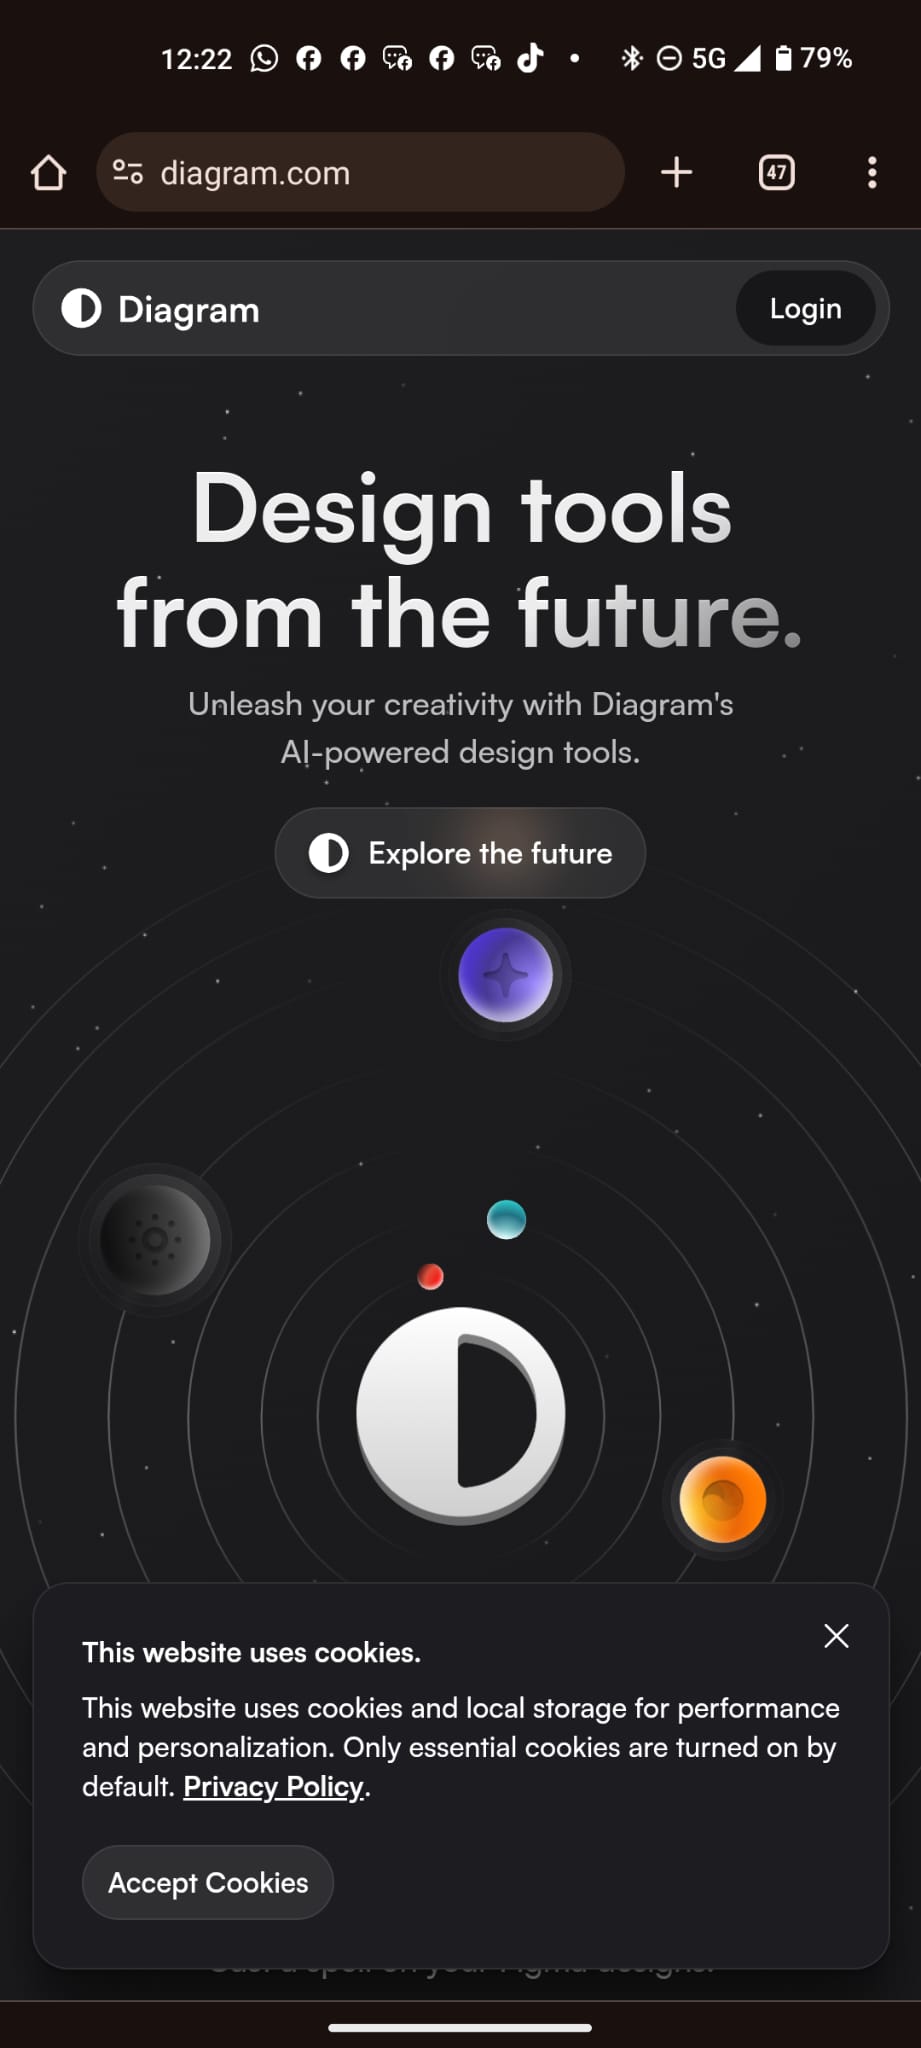 12:22
5G
79%
diagram.com
47
Diagram
Login
Design tools
from the future.
Unleash your creativity with Diagram's
AI-powered design tools.
Explore the future
This website uses cookies.
This website uses cookies and local storage for performance
and personalization. Only essential cookies are turned on by
default. Privacy Policy.
Accept Cookies